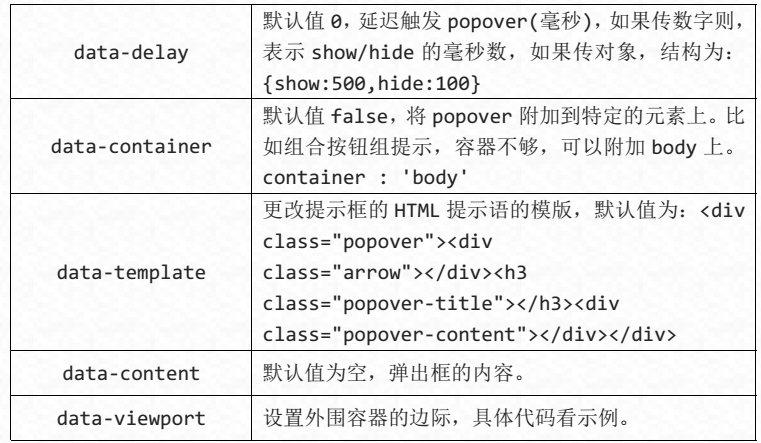 data-delay
默认值 0，延迟触发 popover(毫秒)，如果传数字则，
表示 show/hide 的毫秒数，如果传对象，结构为：
{show:500,hide:100}
data-container
默认值 false，将 popover 附加到特定的元素上。比
如组合按钮组提示，容器不够，可以附加 body 上。
container : 'body'
data-template
更改提示框的 HTML 提示语的模版，默认值为：<div
class="popover"><div
class="arrow"></div><h3
class="popover-title"></h3><div
class="popover-content"></div></div>
data-content
默认值为空，弹出框的内容。
data-viewport
设置外围容器的边际，具体代码看示例。